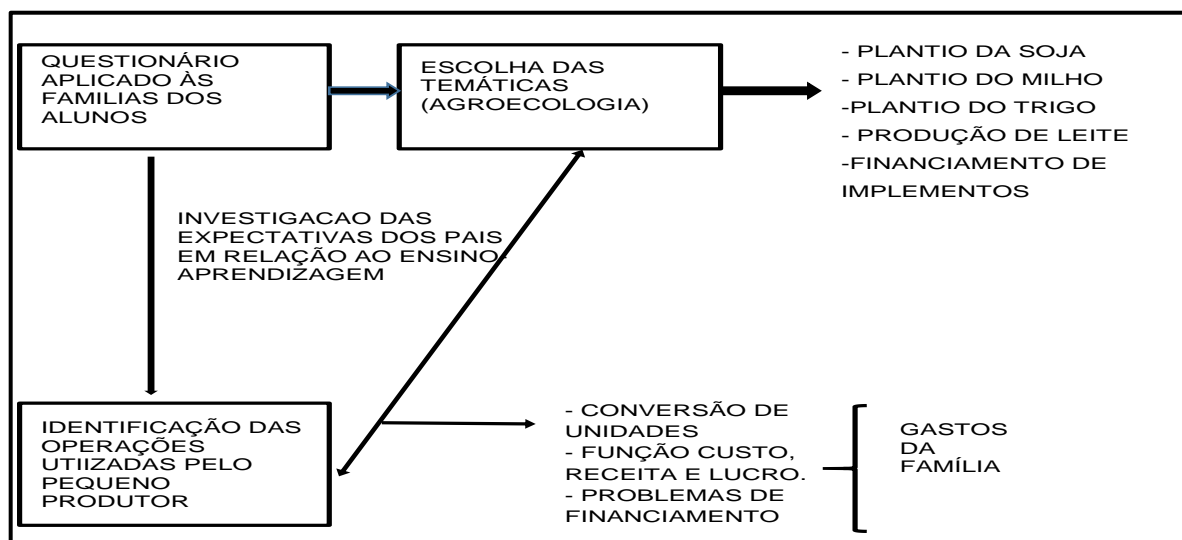 QUESTIONÁRIO
APLICADO ÀS
FAMILIAS DOS
ALUNOS
ESCOLHA DAS
TEMÁTICAS
(AGROECOLOGIA)
- PLANTIO DA SOJA
- PLANTIO DO MILHO
-PLANTIO DO TRIGO
- PRODUÇÃO DE LEITE
-FINANCIAMENTO DE
IMPLEMENTOS
INVESTIGACAO DAS
EXPECTATIVAS DOS PAIS
EM RELAÇÃO AO ENSINO-
APRENDIZAGEM
IDENTIFICAÇÃO DAS
OPERAÇÕES
UTIIZADAS PELO
PEQUENO
PRODUTOR
- CONVERSÃO DE
UNIDADES
- FUNÇÃO CUSTO,
RECEITA E LUCRO.
- PROBLEMAS DE
FINANCIAMENTO
GASTOS
DA
FAMÍLIA